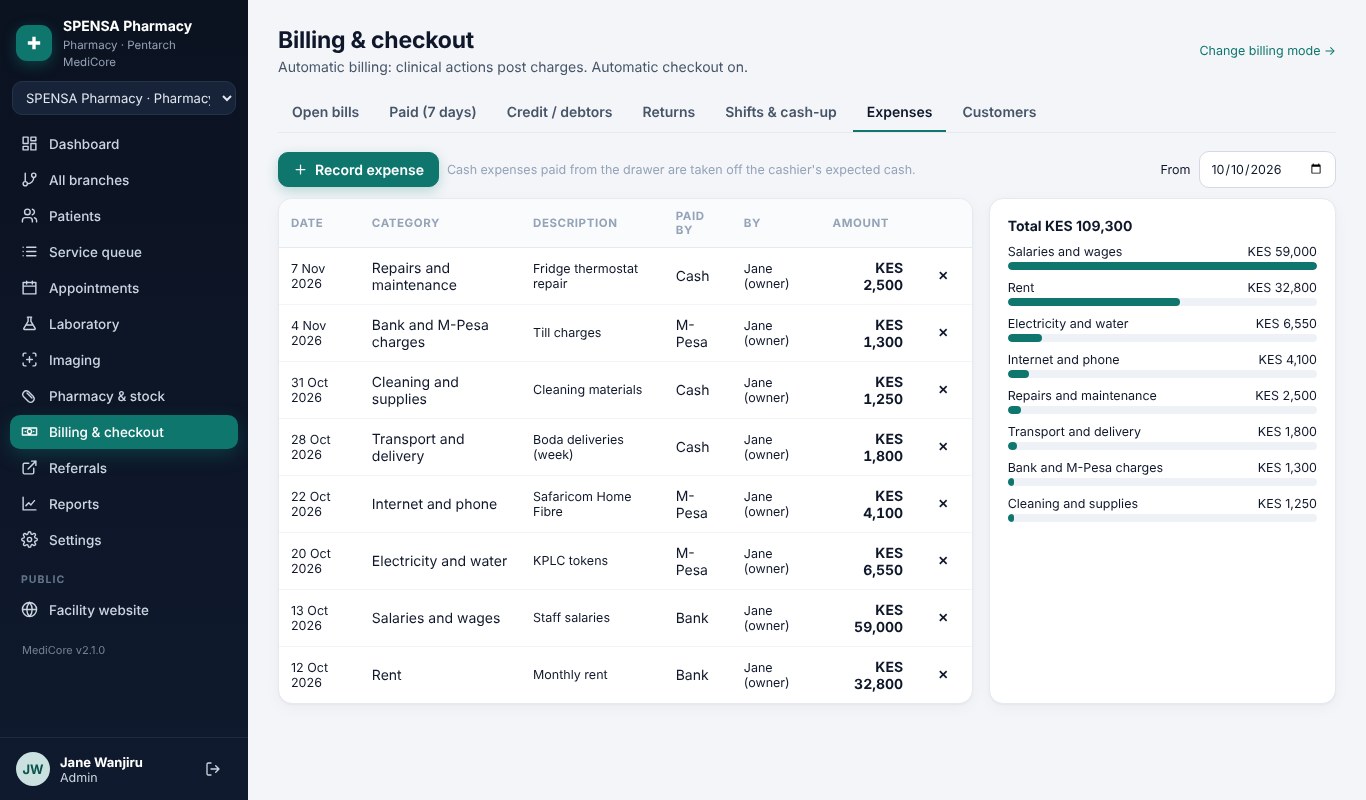 SPENSA Pharmacy
Pharmacy · Pentarch
MediCore
SPENSA Pharmacy · Pharmacy
Dashboard
All branches
Patients
Service queue
Appointments
Laboratory
Imaging
Pharmacy & stock
Billing & checkout
Referrals
Reports
Settings
PUBLIC
Facility website
MediCore v2.1.0
JW
Jane Wanjiru
Admin
Billing & checkout
Automatic billing: clinical actions post charges. Automatic checkout on.
Change billing mode →
Open bills Paid (7 days) Credit / debtors Returns Shifts & cash-up Expenses Customers
+ Record expense
Cash expenses paid from the drawer are taken off the cashier's expected cash.
From 10/10/2026
DATE CATEGORY DESCRIPTION PAID BY BY AMOUNT
7 Nov 2026 Repairs and maintenance Fridge thermostat repair Cash Jane (owner) KES 2,500 ×
4 Nov 2026 Bank and M-Pesa charges Till charges M-Pesa Jane (owner) KES 1,300 ×
31 Oct 2026 Cleaning and supplies Cleaning materials Cash Jane (owner) KES 1,250 ×
28 Oct 2026 Transport and delivery Boda deliveries (week) Cash Jane (owner) KES 1,800 ×
22 Oct 2026 Internet and phone Safaricom Home Fibre M-Pesa Jane (owner) KES 4,100 ×
20 Oct 2026 Electricity and water KPLC tokens M-Pesa Jane (owner) KES 6,550 ×
13 Oct 2026 Salaries and wages Staff salaries Bank Jane (owner) KES 59,000 ×
12 Oct 2026 Rent Monthly rent Bank Jane (owner) KES 32,800 ×
Total KES 109,300
Salaries and wages KES 59,000
Rent KES 32,800
Electricity and water KES 6,550
Internet and phone KES 4,100
Repairs and maintenance KES 2,500
Transport and delivery KES 1,800
Bank and M-Pesa charges KES 1,300
Cleaning and supplies KES 1,250